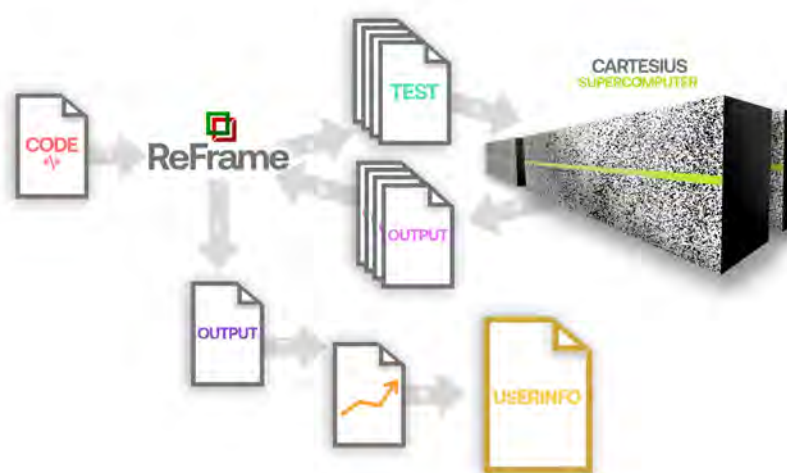 CARTESIUS
SUPERCOMPUTER
TEST
CODE
ReFrame
OUTPUT
OUTPUT
USERINFO